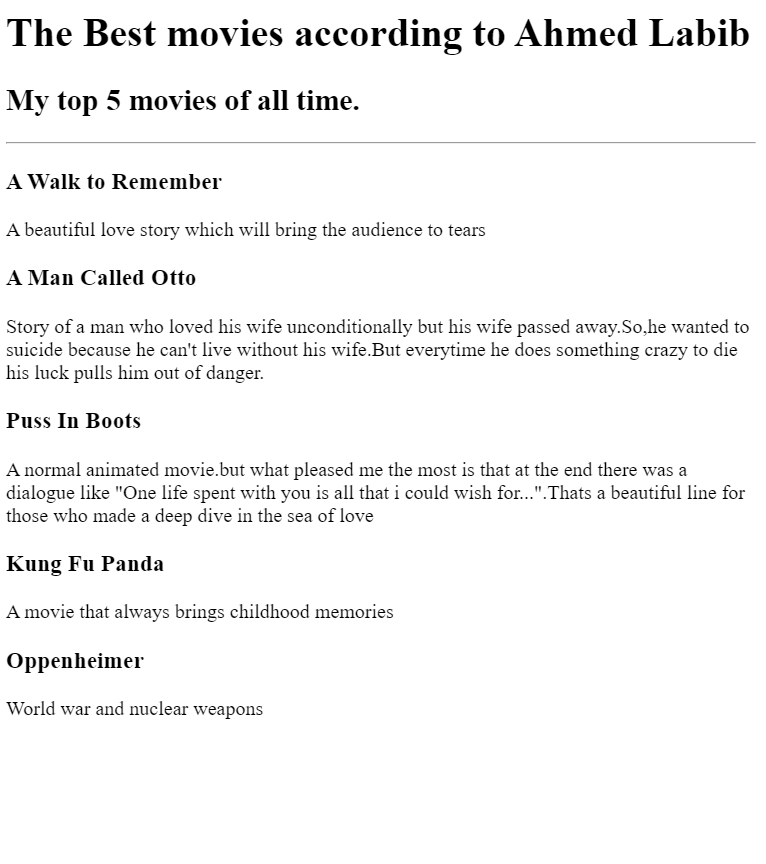 The Best movies according to Ahmed Labib
My top 5 movies of all time.
A Walk to Remember
A beautiful love story which will bring the audience to tears
A Man Called Otto
Story of a man who loved his wife unconditionally but his wife passed away.So,he wanted to
suicide because he can't live without his wife.But everytime he does something crazy to die
his luck pulls him out of danger.
Puss In Boots
A normal animated movie.but what pleased me the most is that at the end there was a
dialogue like "One life spent with you is all that i could wish for...".Thats a beautiful line for
those who made a deep dive in the sea of love
Kung Fu Panda
A movie that always brings childhood memories
Oppenheimer
World war and nuclear weapons